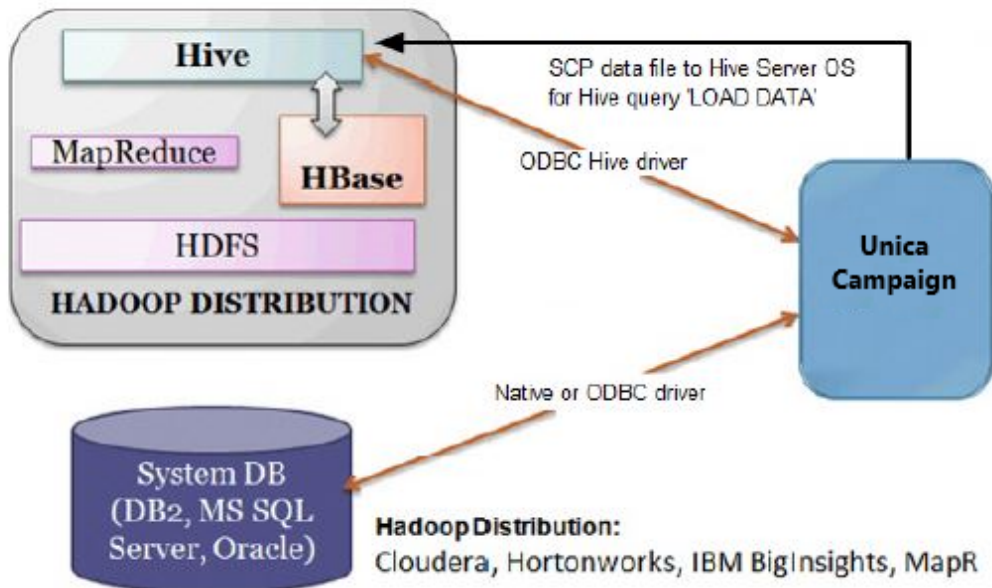 Hive
SCP data file to Hive Server OS
for Hive query 'LOAD DATA'
MapReduce
HBase
ODBC Hive driver
HDFS
HADOOP DISTRIBUTION
Unica
Campaign
Native or ODBC driver
System DB
(DB2, MS SQL
Server, Oracle)
Hadoop Distribution:
Cloudera, Hortonworks, IBM BigInsights, MapR